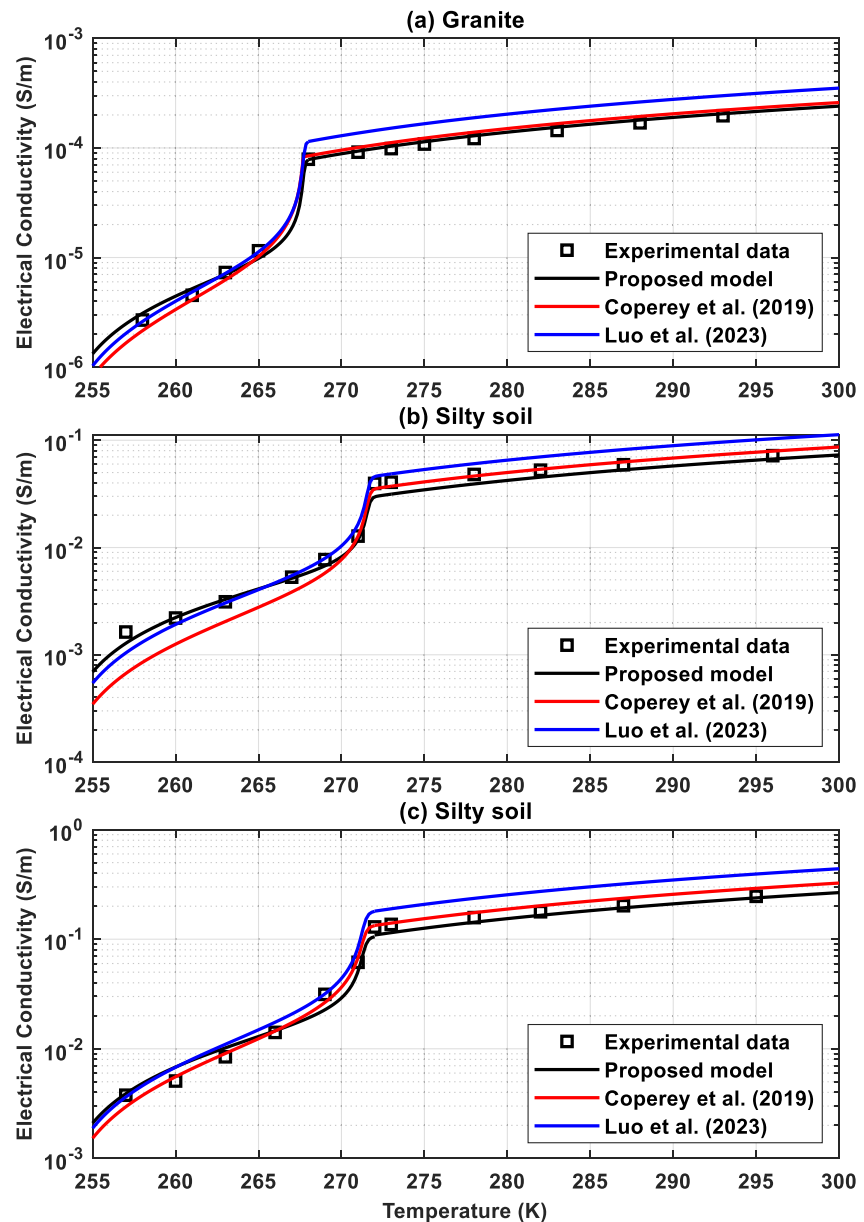 (a) Granite
Electrical Conductivity (S/m)
10^-3
10^-4
10^-5
10^-6
Experimental data
Proposed model
Coperey et al. (2019)
Luo et al. (2023)
255 260 265 270 275 280 285 290 295 300
(b) Silty soil
Electrical Conductivity (S/m)
10^-1
10^-2
10^-3
10^-4
Experimental data
Proposed model
Coperey et al. (2019)
Luo et al. (2023)
255 260 265 270 275 280 285 290 295 300
(c) Silty soil
Electrical Conductivity (S/m)
10^0
10^-1
10^-2
10^-3
Experimental data
Proposed model
Coperey et al. (2019)
Luo et al. (2023)
255 260 265 270 275 280 285 290 295 300
Temperature (K)